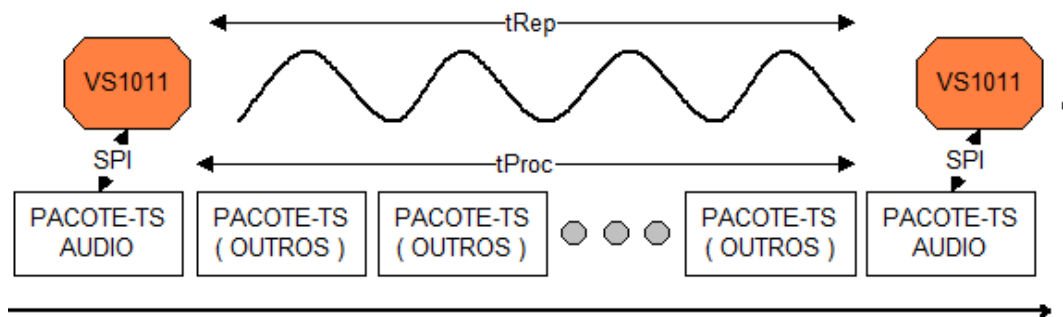 tRep
VS1011
VS1011
SPI
tProc
SPI
PACOTE-TS
AUDIO
PACOTE-TS
( OUTROS )
PACOTE-TS
( OUTROS )
PACOTE-TS
( OUTROS )
PACOTE-TS
AUDIO